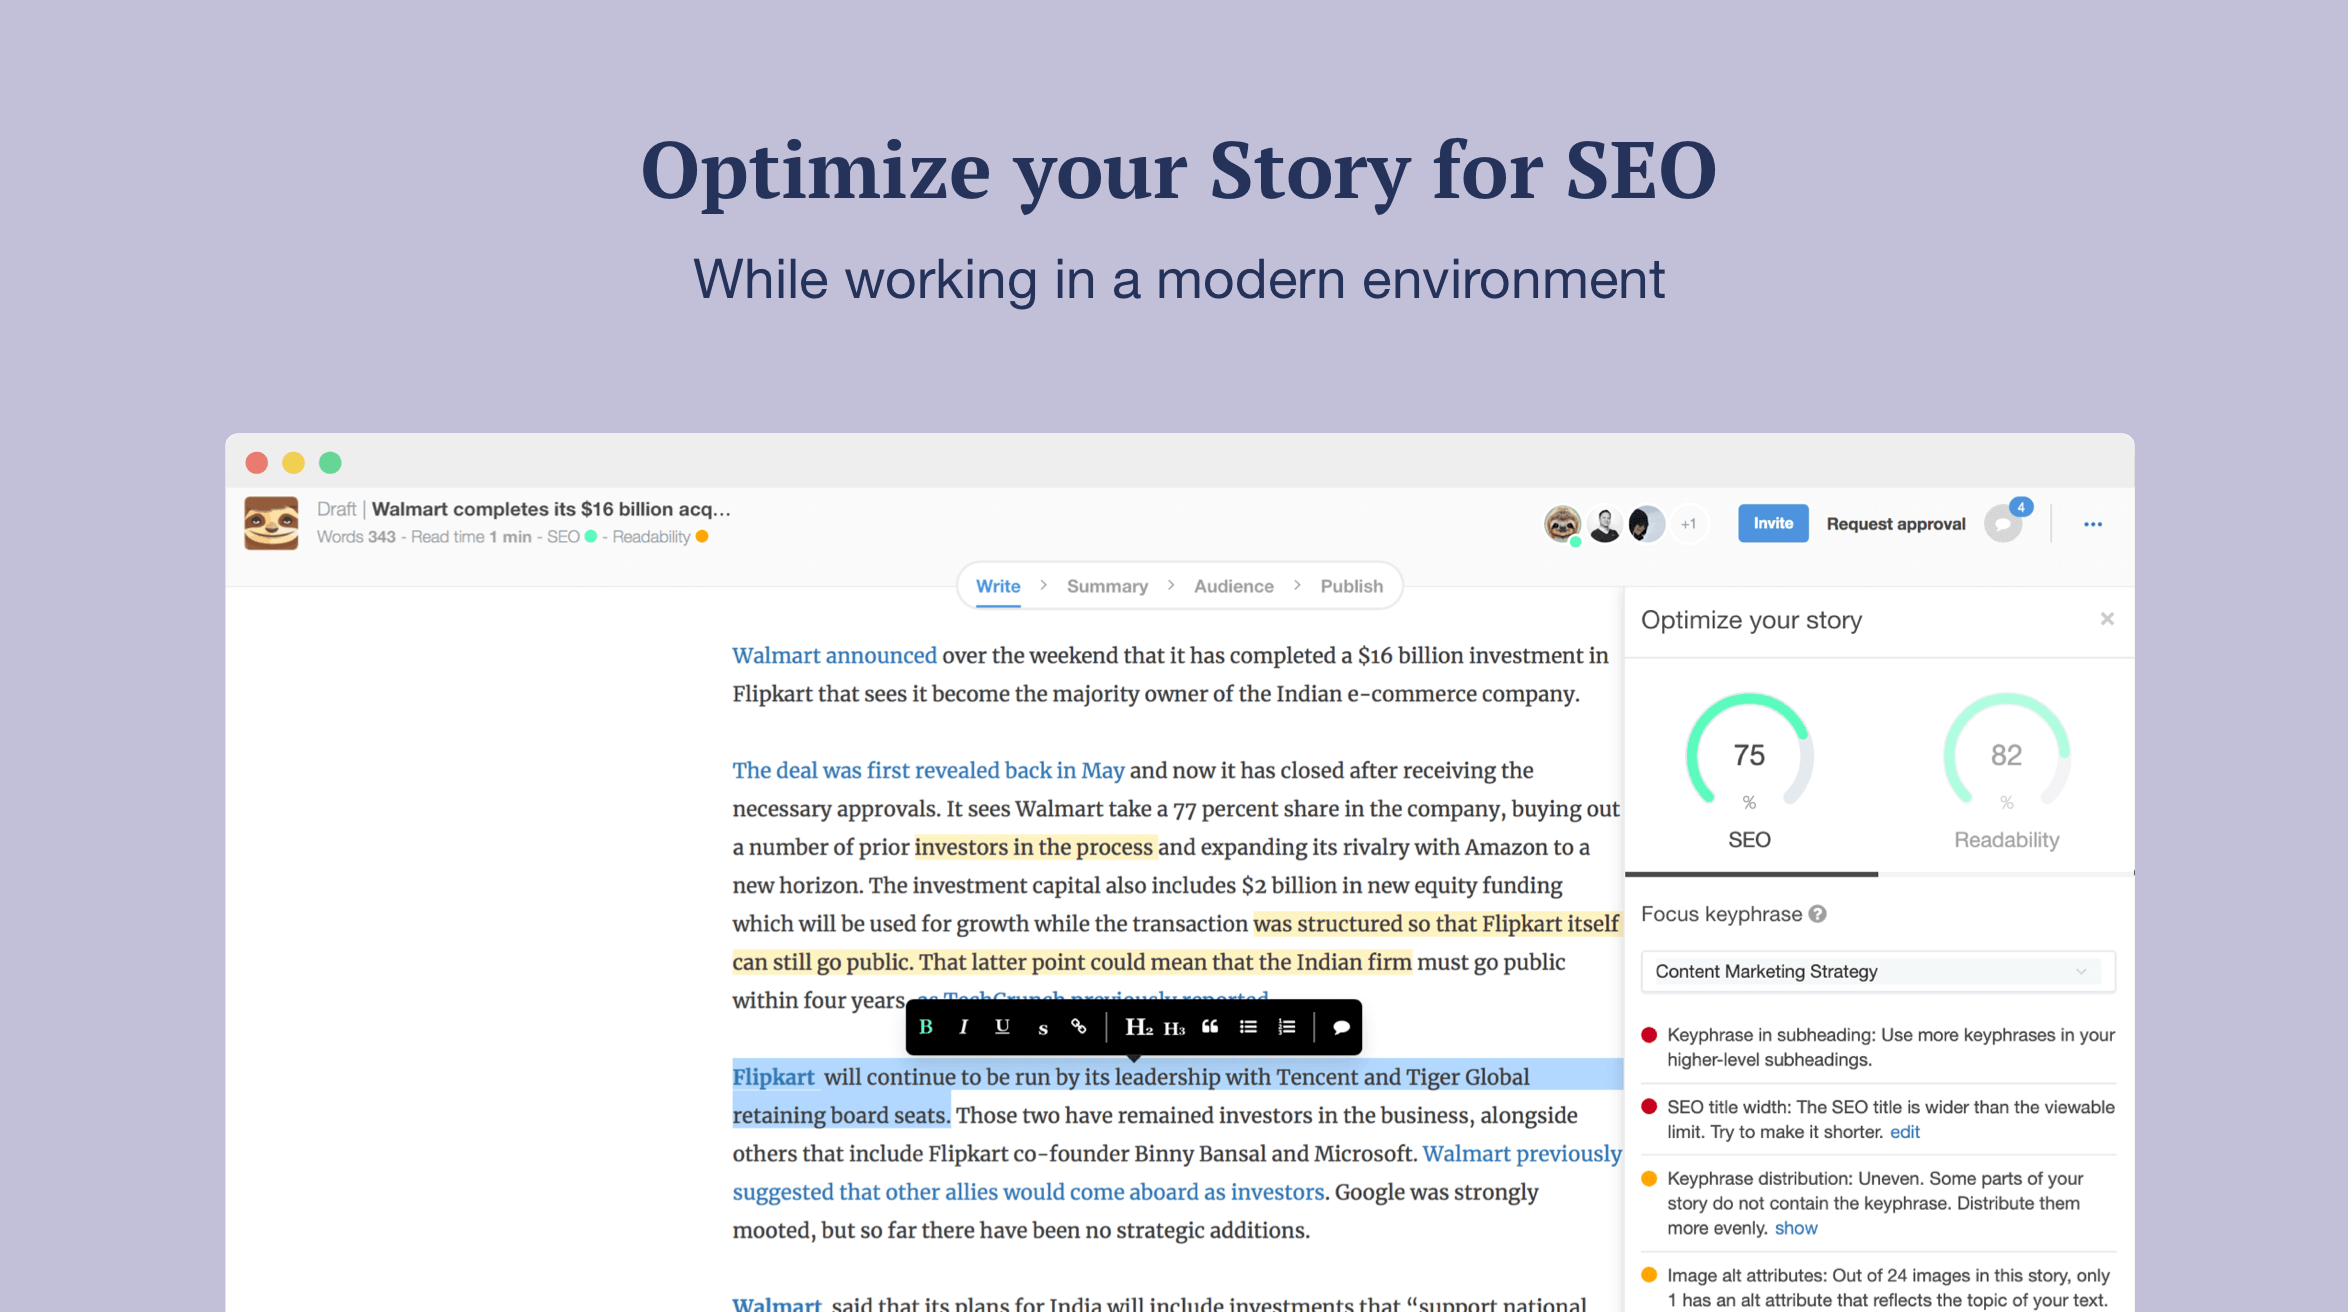 Optimize your Story for SEO
While working in a modern environment
Draft | Walmart completes its $16 billion acq...
Words 343 - Read time 1 min - SEO - Readability
+1
Invite
Request approval
4
Write > Summary > Audience > Publish
Walmart announced over the weekend that it has completed a $16 billion investment in
Flipkart that sees it become the majority owner of the Indian e-commerce company.
The deal was first revealed back in May and now it has closed after receiving the
necessary approvals. It sees Walmart take a 77 percent share in the company, buying out
a number of prior investors in the process and expanding its rivalry with Amazon to a
new horizon. The investment capital also includes $2 billion in new equity funding
which will be used for growth while the transaction was structured so that Flipkart itself
can still go public. That latter point could mean that the Indian firm must go public
within four years, as TechCrunch previously reported
B I U S H2 H3
Flipkart will continue to be run by its leadership with Tencent and Tiger Global
retaining board seats. Those two have remained investors in the business, alongside
others that include Flipkart co-founder Binny Bansal and Microsoft. Walmart previously
suggested that other allies would come aboard as investors. Google was strongly
mooted, but so far there have been no strategic additions.
Walmart said that its plans for India will include investments that “support national
Optimize your story
75
%
SEO
82
%
Readability
Focus keyphrase ?
Content Marketing Strategy
Keyphrase in subheading: Use more keyphrases in your
higher-level subheadings.
SEO title width: The SEO title is wider than the viewable
limit. Try to make it shorter. edit
Keyphrase distribution: Uneven. Some parts of your
story do not contain the keyphrase. Distribute them
more evenly. show
Image alt attributes: Out of 24 images in this story, only
1 has an alt attribute that reflects the topic of your text.